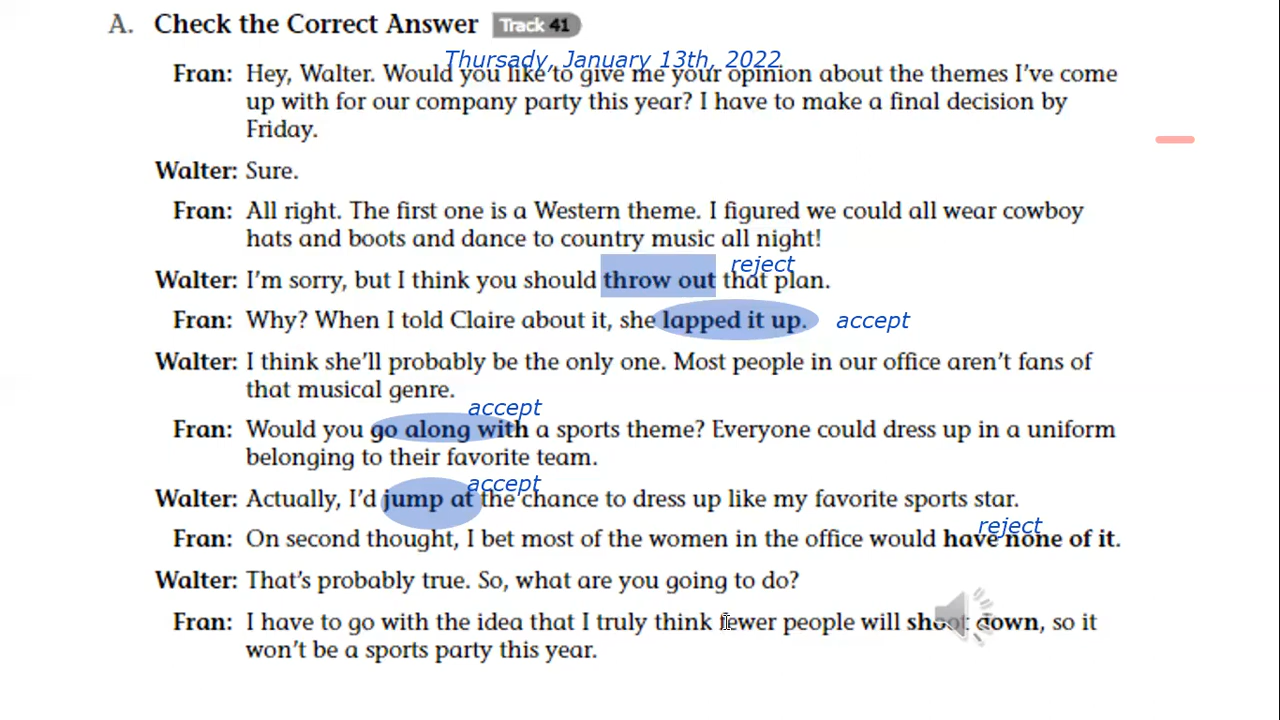 A. Check the Correct Answer Track 41
Thursady, January 13th, 2022
Fran: Hey, Walter. Would you like to give me your opinion about the themes I've come
up with for our company party this year? I have to make a final decision by
Friday.
Walter: Sure.
Fran: All right. The first one is a Western theme. I figured we could all wear cowboy
hats and boots and dance to country music all night!
reject
Walter: I'm sorry, but I think you should throw out that plan.
Fran: Why? When I told Claire about it, she lapped it up. accept
Walter: I think she'll probably be the only one. Most people in our office aren't fans of
that musical genre.
accept
Fran: Would you go along with a sports theme? Everyone could dress up in a uniform
belonging to their favorite team.
accept
Walter: Actually, I'd jump at the chance to dress up like my favorite sports star.
reject
Fran: On second thought, I bet most of the women in the office would have none of it.
Walter: That's probably true. So, what are you going to do?
Fran: I have to go with the idea that I truly think fewer people will shoot down, so it
won't be a sports party this year.